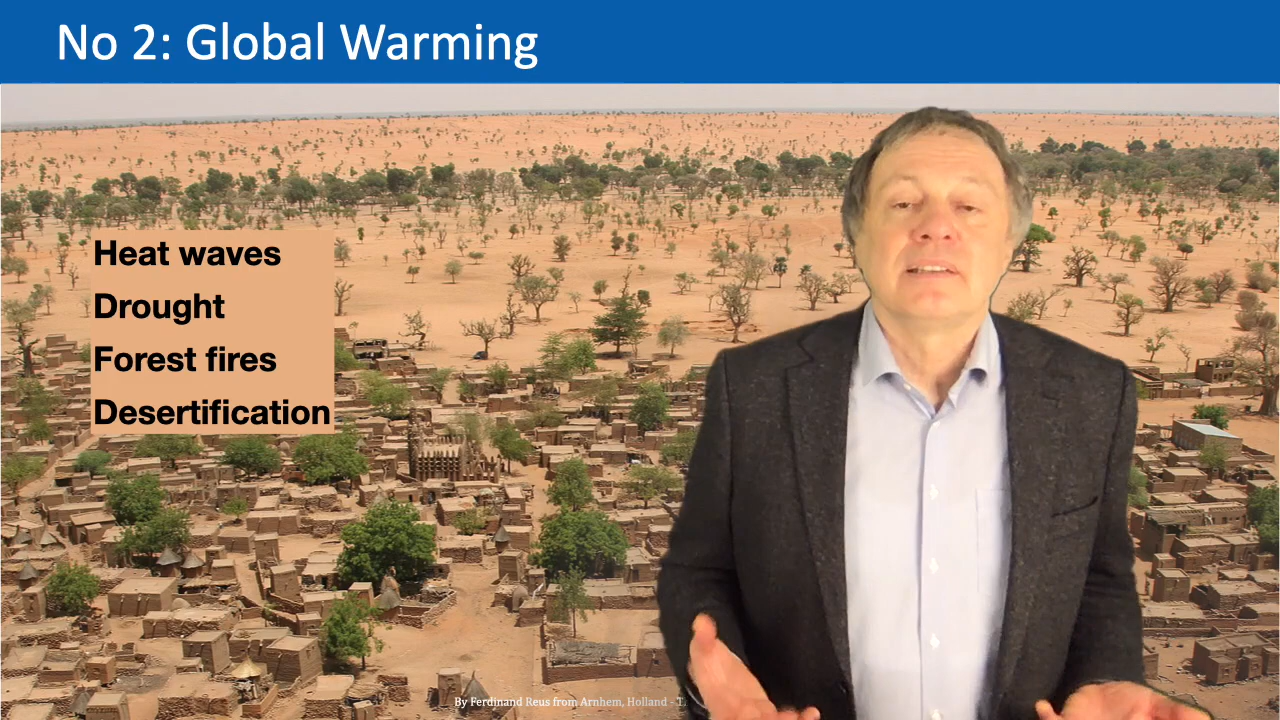 No 2: Global Warming
Heat waves
Drought
Forest fires
Desertification
By Ferdinand Reus from Arnhem, Holland -